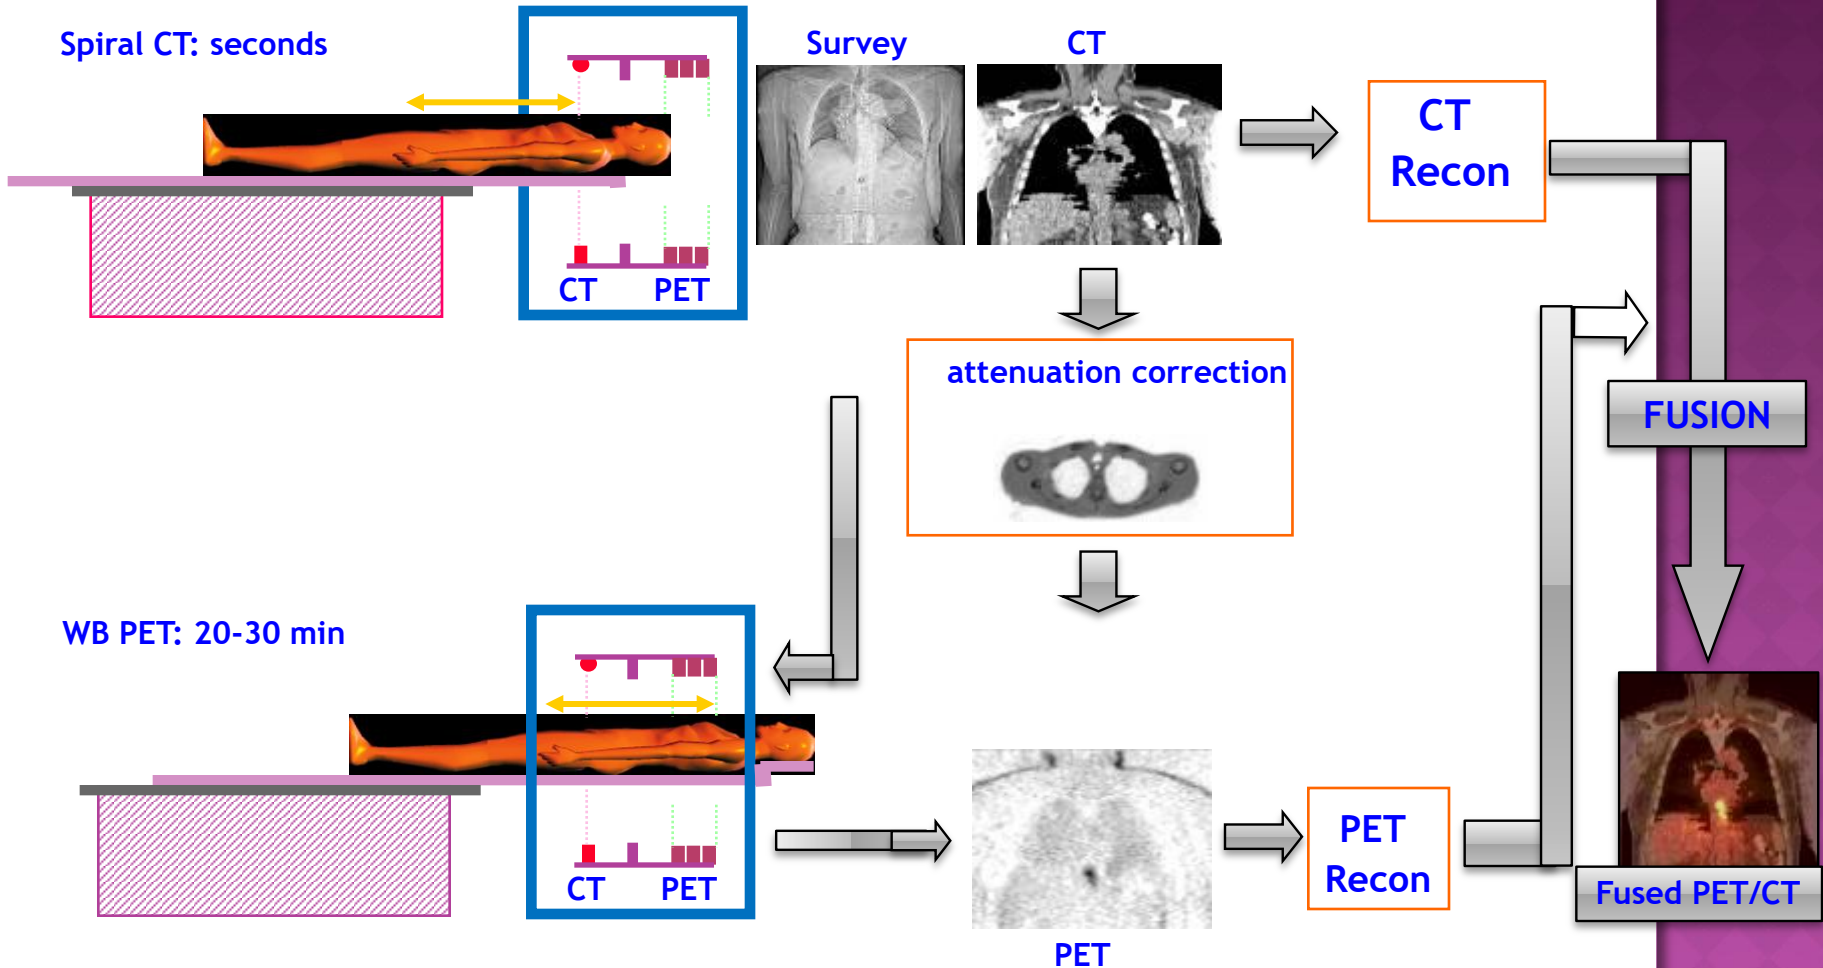 Spiral CT: seconds
Survey
CT
CT
Recon
CT
PET
attenuation correction
FUSION
WB PET: 20-30 min
CT
PET
PET
PET
Recon
Fused PET/CT